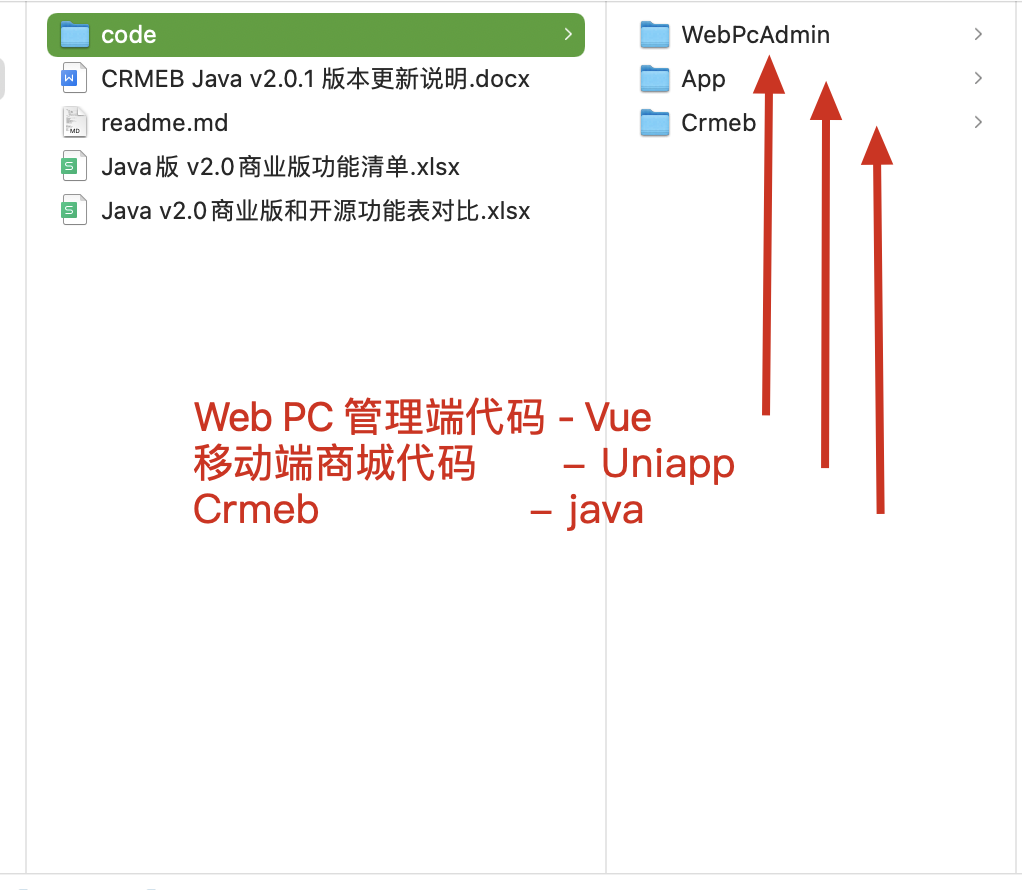 code
CRMEB Java v2.0.1 版本更新说明.docx
readme.md
Java版 v2.0商业版功能清单.xlsx
Java v2.0商业版和开源功能表对比.xlsx
WebPcAdmin
App
Crmeb
Web PC 管理端代码 - Vue
移动端商城代码 – Uniapp
Crmeb – java